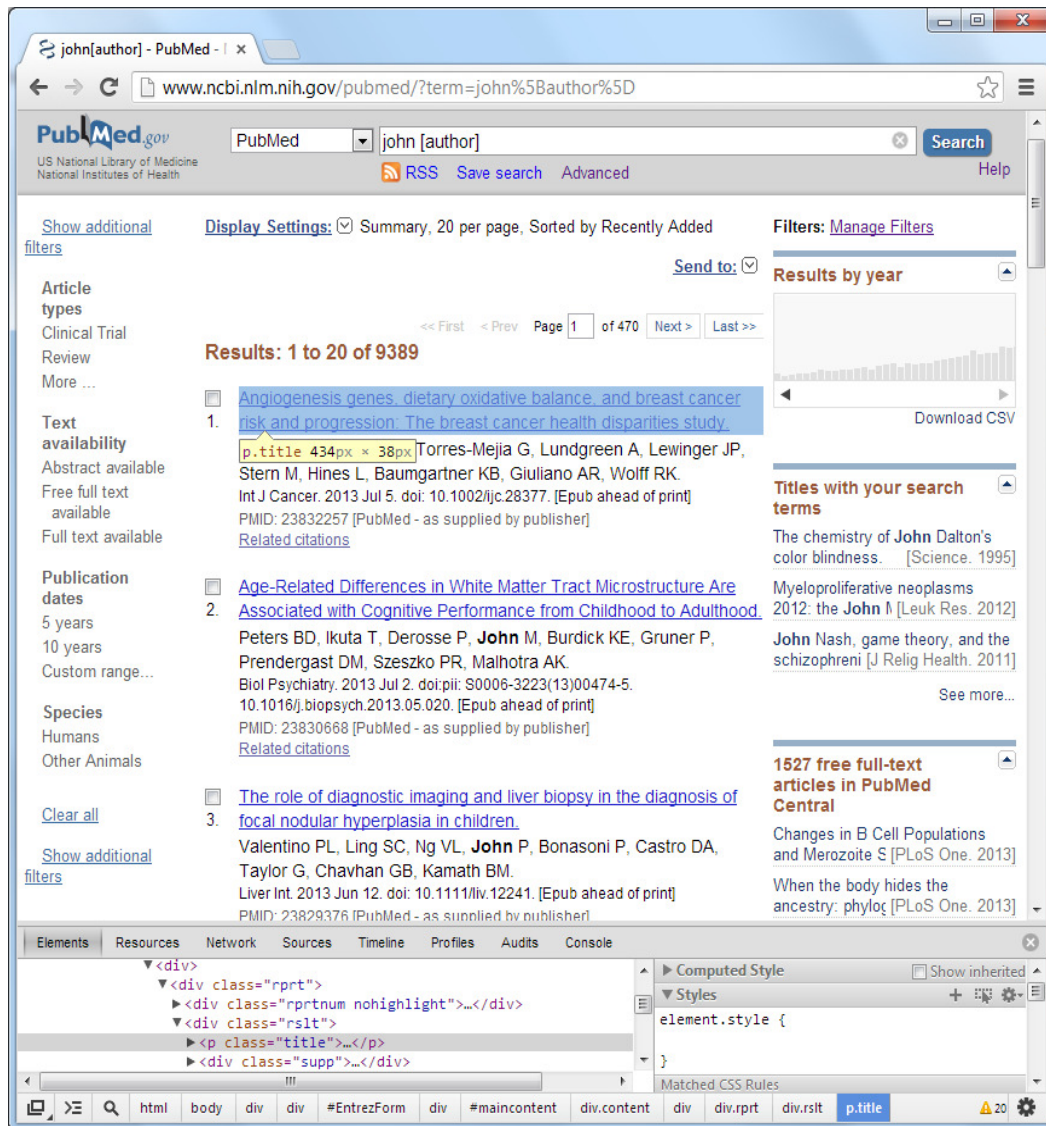 john[author] - PubMed -
www.ncbi.nlm.nih.gov/pubmed/?term=john%5Bauthor%5D
PubMed.gov
US National Library of Medicine
National Institutes of Health
PubMed
john [author]
Search
RSS Save search Advanced
Help
Show additional
filters
Article
types
Clinical Trial
Review
More ...
Text
availability
Abstract available
Free full text
available
Full text available
Publication
dates
5 years
10 years
Custom range...
Species
Humans
Other Animals
Clear all
Show additional
filters
Display Settings: Summary, 20 per page, Sorted by Recently Added
Send to:
<< First < Prev Page 1 of 470 Next > Last >>
Results: 1 to 20 of 9389
Angiogenesis genes, dietary oxidative balance, and breast cancer
1. risk and progression: The breast cancer health disparities study.
p.title 434px × 38px Torres-Mejia G, Lundgreen A, Lewinger JP,
Stern M, Hines L, Baumgartner KB, Giuliano AR, Wolff RK.
Int J Cancer. 2013 Jul 5. doi: 10.1002/ijc.28377. [Epub ahead of print]
PMID: 23832257 [PubMed - as supplied by publisher]
Related citations
Age-Related Differences in White Matter Tract Microstructure Are
2. Associated with Cognitive Performance from Childhood to Adulthood.
Peters BD, Ikuta T, Derosse P, John M, Burdick KE, Gruner P,
Prendergast DM, Szeszko PR, Malhotra AK.
Biol Psychiatry. 2013 Jul 2. doi:pii: S0006-3223(13)00474-5.
10.1016/j.biopsych.2013.05.020. [Epub ahead of print]
PMID: 23830668 [PubMed - as supplied by publisher]
Related citations
The role of diagnostic imaging and liver biopsy in the diagnosis of
3. focal nodular hyperplasia in children.
Valentino PL, Ling SC, Ng VL, John P, Bonasoni P, Castro DA,
Taylor G, Chavhan GB, Kamath BM.
Liver Int. 2013 Jun 12. doi: 10.1111/liv.12241. [Epub ahead of print]
PMID: 23829376 [PubMed - as supplied by publisher]
Filters: Manage Filters
Results by year
Download CSV
Titles with your search
terms
The chemistry of John Dalton's
color blindness. [Science. 1995]
Myeloproliferative neoplasms
2012: the John [Leuk Res. 2012]
John Nash, game theory, and the
schizophreni [J Relig Health. 2011]
See more...
1527 free full-text
articles in PubMed
Central
Changes in B Cell Populations
and Merozoite S [PLoS One. 2013]
When the body hides the
ancestry: phylog [PLoS One. 2013]
Elements Resources Network Sources Timeline Profiles Audits Console
▼<div>
▼<div class="rprt">
▶<div class="rprtnum nohighlight">…</div>
▼<div class="rslt">
▶<p class="title">…</p>
▶<div class="supp">…</div>
▶ Computed Style Show inherited
▼ Styles
element.style {
}
Matched CSS Rules
html body div div #EntrezForm div #maincontent div.content div div.rprt div.rslt p.title 20